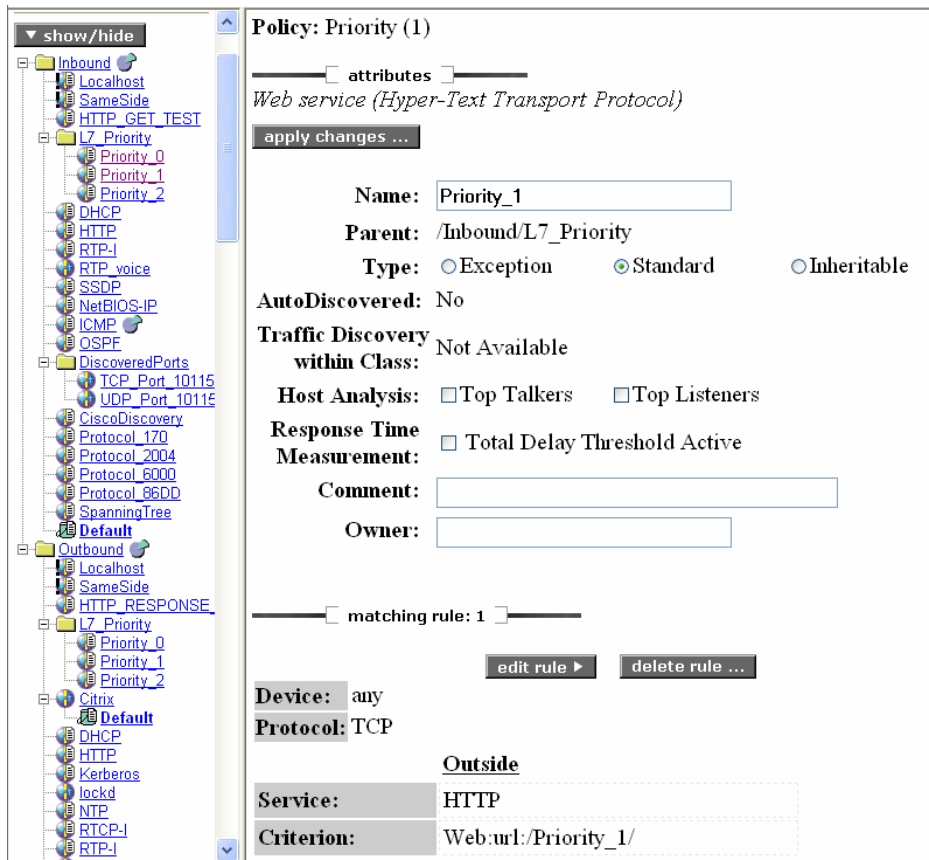 ▼ show/hide
Inbound
Localhost
SameSide
HTTP_GET_TEST
L7_Priority
Priority_0
Priority_1
Priority_2
DHCP
HTTP
RTP-I
RTP_voice
SSDP
NetBIOS-IP
ICMP
OSPF
DiscoveredPorts
TCP_Port_10115
UDP_Port_10115
CiscoDiscovery
Protocol_170
Protocol_2004
Protocol_6000
Protocol_86DD
SpanningTree
Default
Outbound
Localhost
SameSide
HTTP_RESPONSE_
L7_Priority
Priority_0
Priority_1
Priority_2
Citrix
Default
DHCP
HTTP
Kerberos
lockd
NTP
RTCP-I
RTP-I
Policy: Priority (1)
attributes
Web service (Hyper-Text Transport Protocol)
apply changes ...
Name: Priority_1
Parent: /Inbound/L7_Priority
Type: Exception Standard Inheritable
AutoDiscovered: No
Traffic Discovery
within Class: Not Available
Host Analysis: Top Talkers Top Listeners
Response Time
Measurement: Total Delay Threshold Active
Comment:
Owner:
matching rule: 1
edit rule ▶ delete rule ...
Device: any
Protocol: TCP
Outside
Service: HTTP
Criterion: Web:url:/Priority_1/